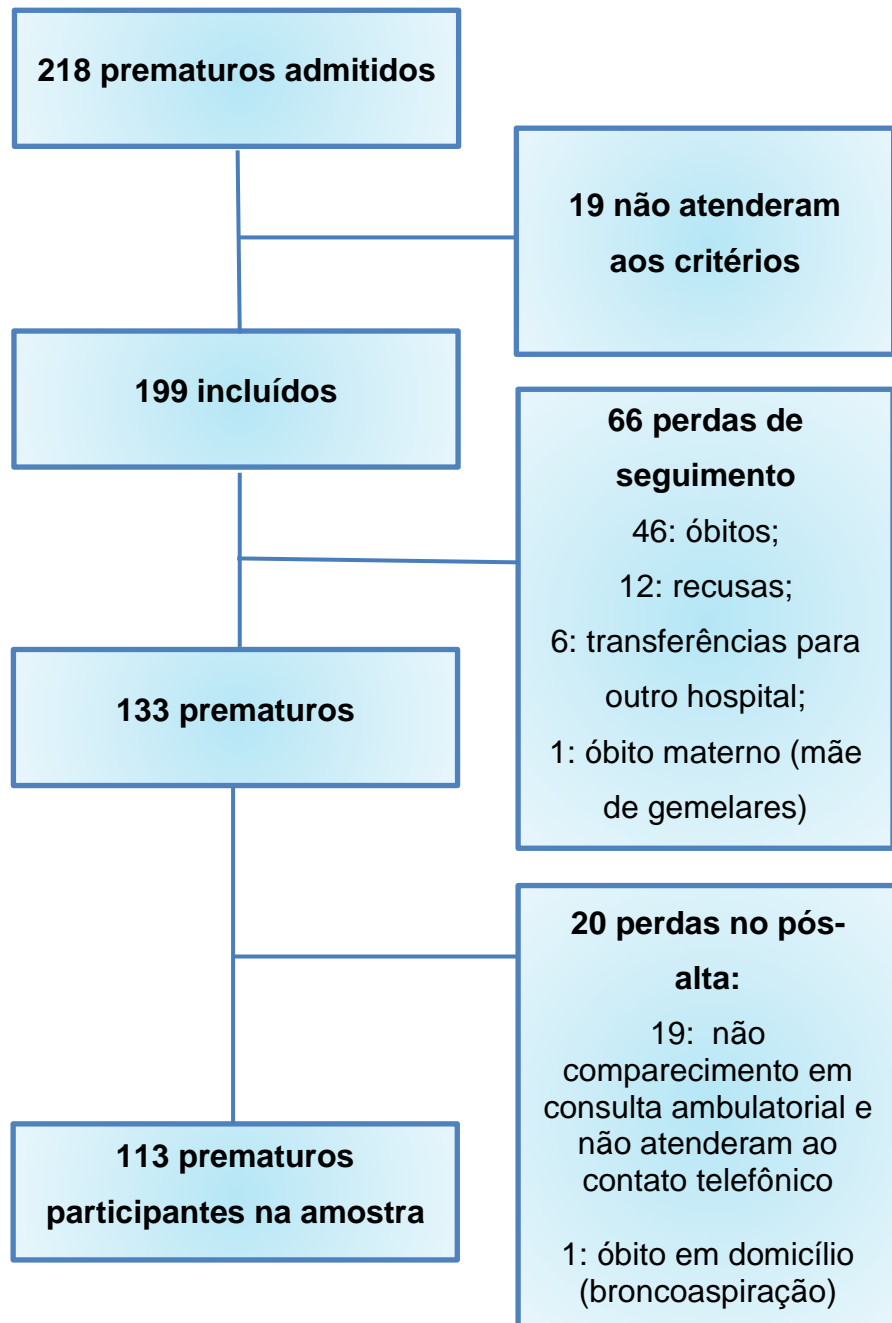 218 prematuros admitidos
19 não atenderam
aos critérios
199 incluídos
66 perdas de
seguimento
46: óbitos;
12: recusas;
6: transferências para
outro hospital;
1: óbito materno (mãe
de gemelares)
133 prematuros
20 perdas no pós-
alta:
19: não
comparecimento em
consulta ambulatorial e
não atenderam ao
contato telefônico
1: óbito em domicílio
(broncoaspiração)
113 prematuros
participantes na amostra